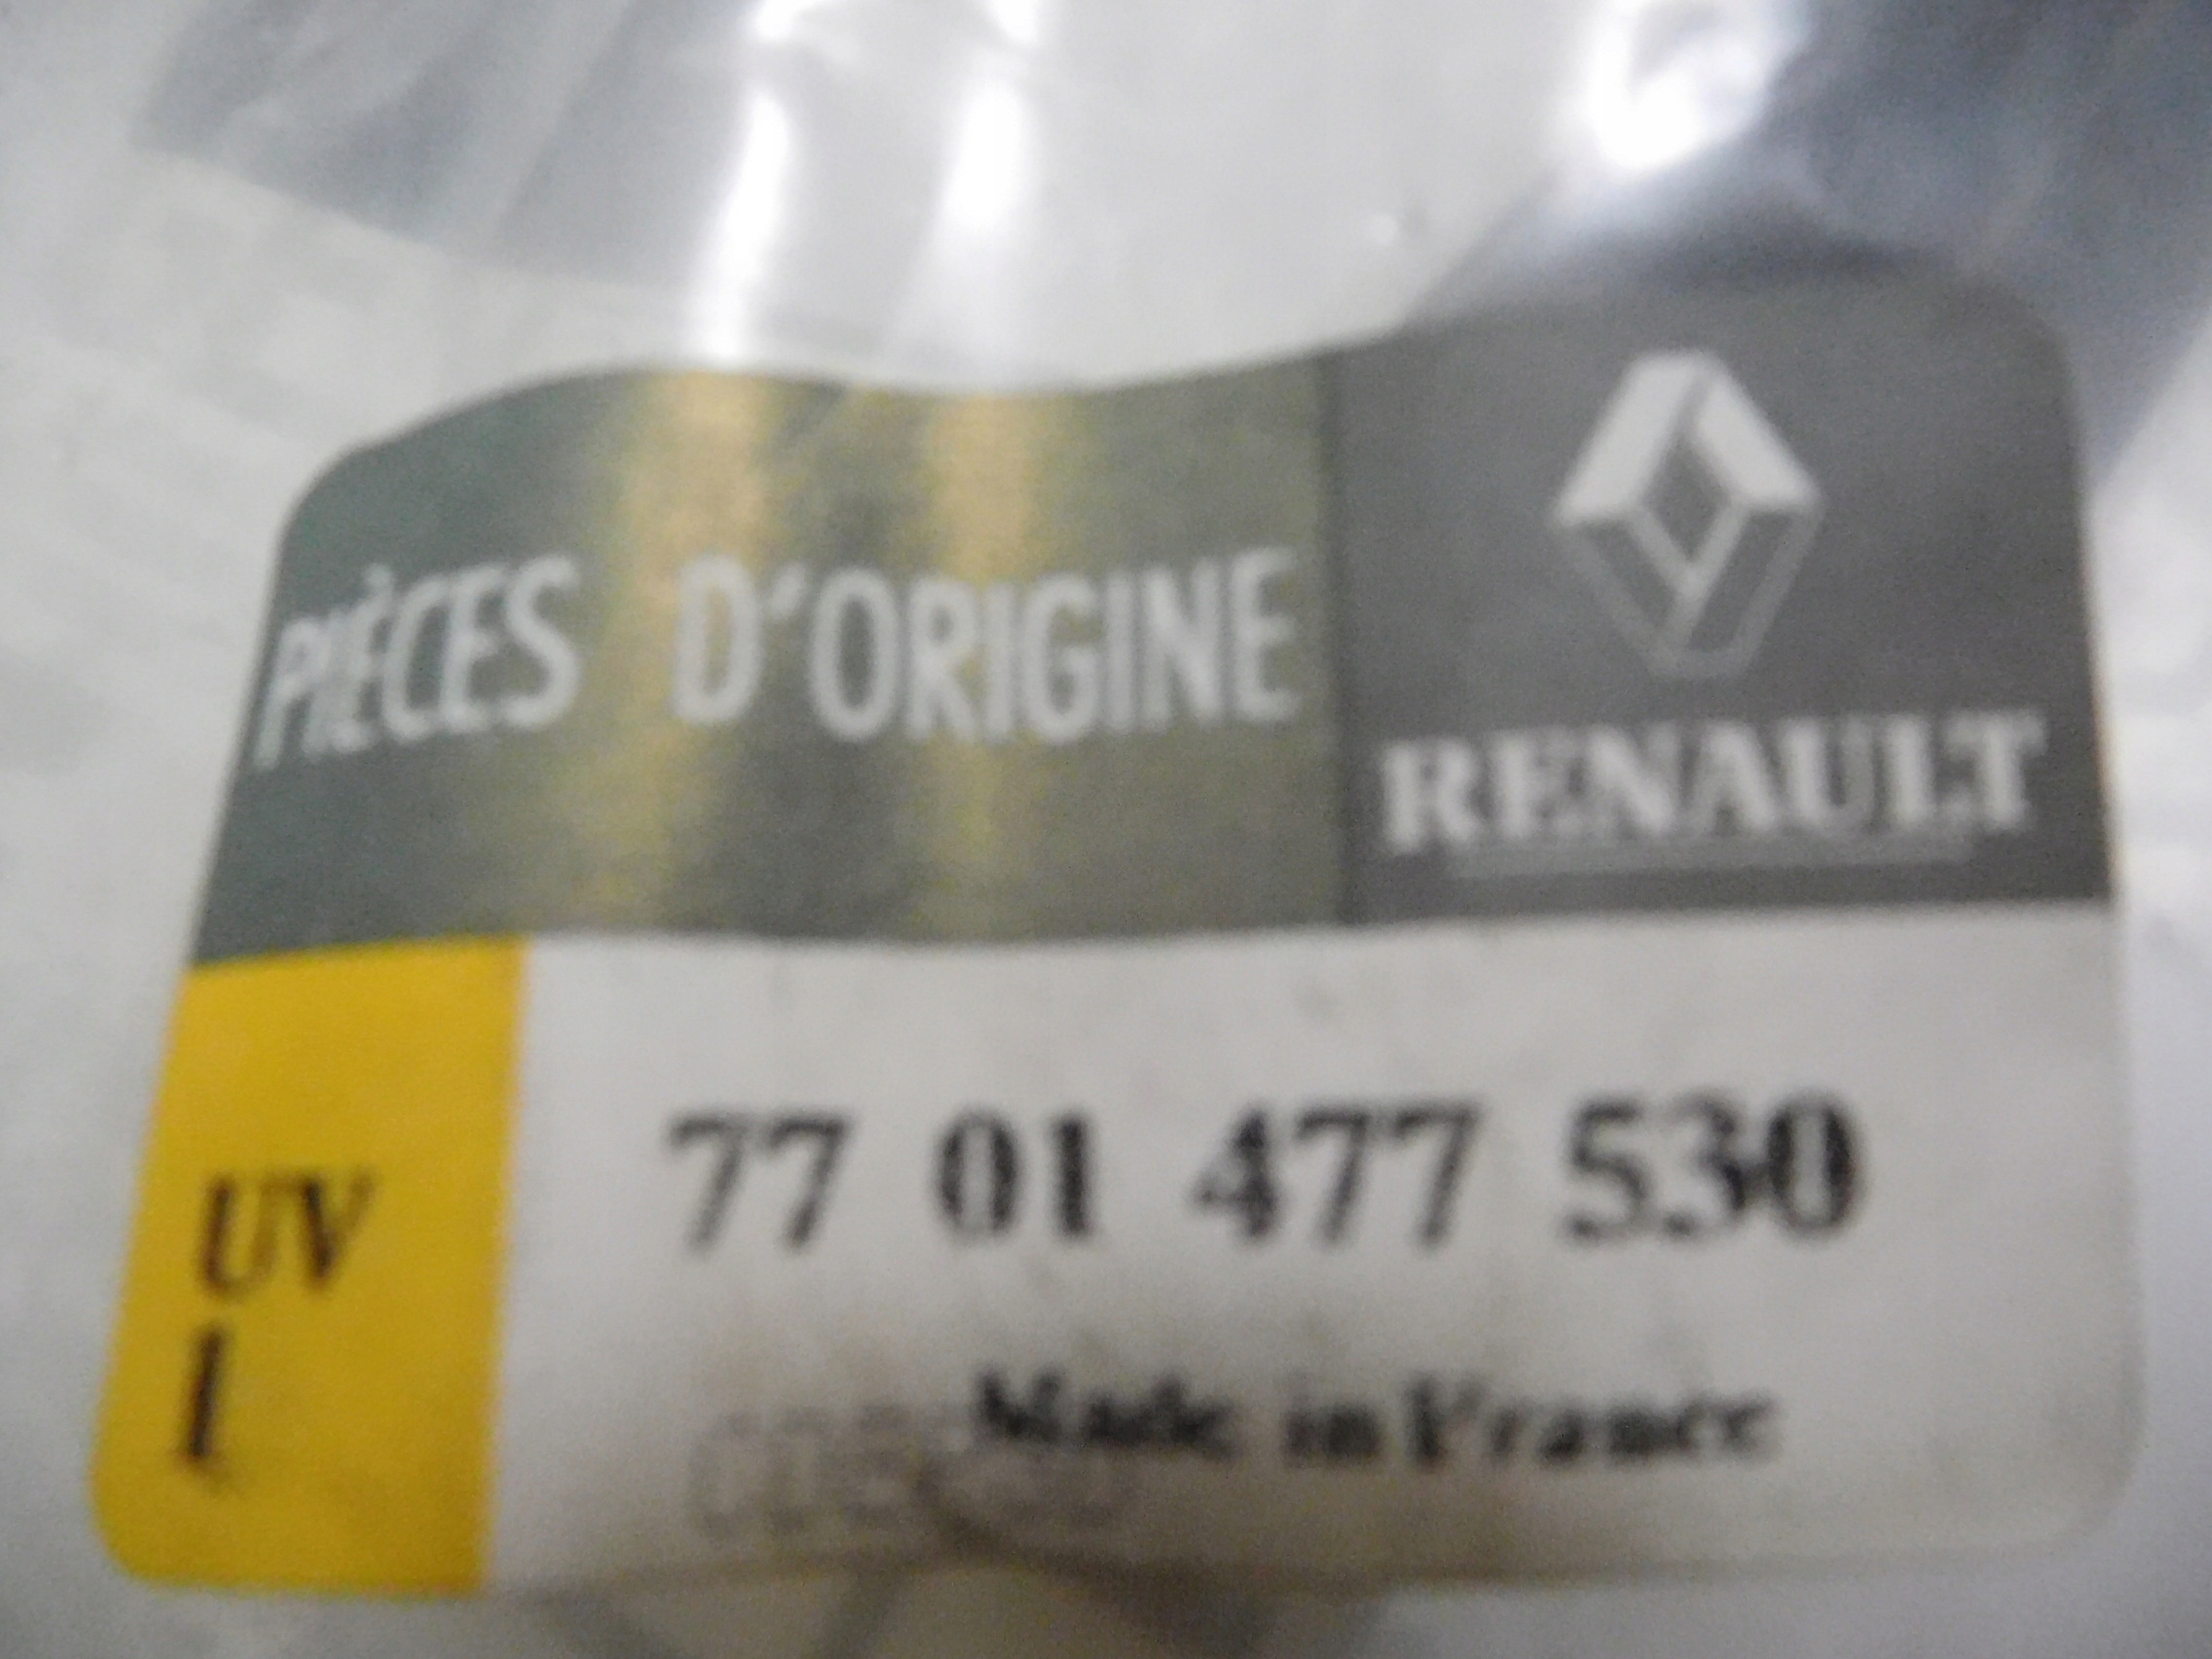 PIÈCES D'ORIGINE
RENAULT
UV
1
77 01 477 530
Made in France